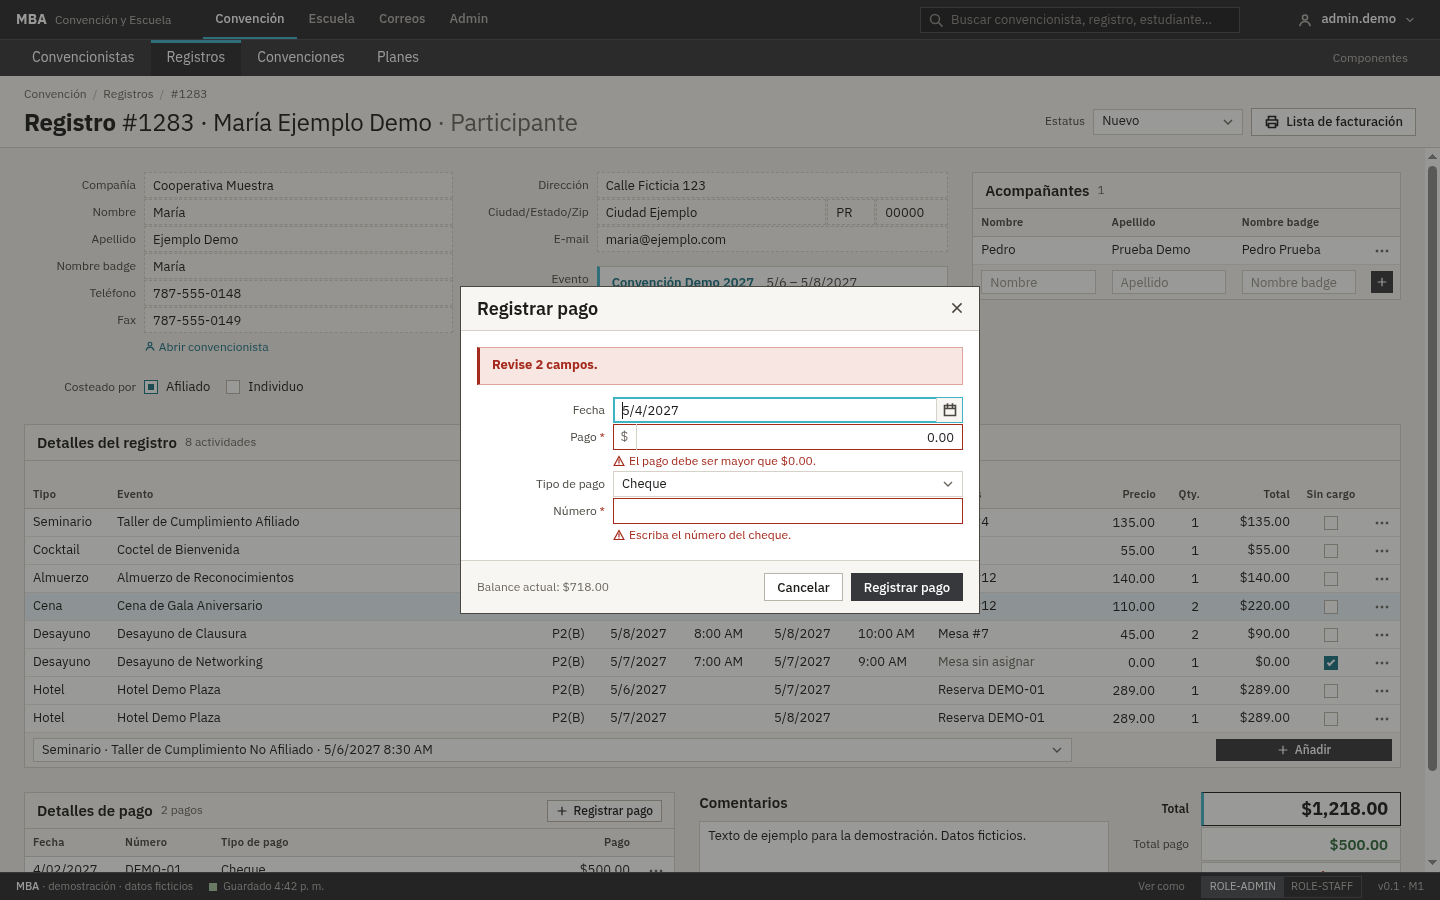 MBA Convención y Escuela Convención Escuela Correos Admin Buscar convencionista, registro, estudiante... admin.demo
Convencionistas Registros Convenciones Planes Componentes
Convención / Registros / #1283
Registro #1283 · María Ejemplo Demo · Participante
Estatus Nuevo Lista de facturación
Compañía Cooperativa Muestra
Nombre María
Apellido Ejemplo Demo
Nombre badge María
Teléfono 787-555-0148
Fax 787-555-0149
Abrir convencionista
Costeado por Afiliado Individuo
Dirección Calle Ficticia 123
Ciudad/Estado/Zip Ciudad Ejemplo PR 00000
E-mail maria@ejemplo.com
Evento Convención Demo 2027 5/6 – 5/8/2027
Acompañantes 1
Nombre Apellido Nombre badge
Pedro Prueba Demo Pedro Prueba
Nombre Apellido Nombre badge
Registrar pago
Revise 2 campos.
Fecha 5/4/2027
Pago * $ 0.00
El pago debe ser mayor que $0.00.
Tipo de pago Cheque
Número *
Escriba el número del cheque.
Balance actual: $718.00 Cancelar Registrar pago
Detalles del registro 8 actividades
Tipo Evento Precio Qty. Total Sin cargo
Seminario Taller de Cumplimiento Afiliado 4 135.00 1 $135.00
Cocktail Coctel de Bienvenida 55.00 1 $55.00
Almuerzo Almuerzo de Reconocimientos 12 140.00 1 $140.00
Cena Cena de Gala Aniversario 12 110.00 2 $220.00
Desayuno Desayuno de Clausura P2(B) 5/8/2027 8:00 AM 5/8/2027 10:00 AM Mesa #7 45.00 2 $90.00
Desayuno Desayuno de Networking P2(B) 5/7/2027 7:00 AM 5/7/2027 9:00 AM Mesa sin asignar 0.00 1 $0.00
Hotel Hotel Demo Plaza P2(B) 5/6/2027 5/7/2027 Reserva DEMO-01 289.00 1 $289.00
Hotel Hotel Demo Plaza P2(B) 5/7/2027 5/8/2027 Reserva DEMO-01 289.00 1 $289.00
Seminario · Taller de Cumplimiento No Afiliado · 5/6/2027 8:30 AM + Añadir
Detalles de pago 2 pagos + Registrar pago
Fecha Número Tipo de pago Pago
4/02/2027 DEMO-01 Cheque $500.00
Comentarios
Texto de ejemplo para la demostración. Datos ficticios.
Total $1,218.00
Total pago $500.00
MBA · demostración · datos ficticios Guardado 4:42 p. m. Ver como ROLE-ADMIN ROLE-STAFF v0.1 · M1